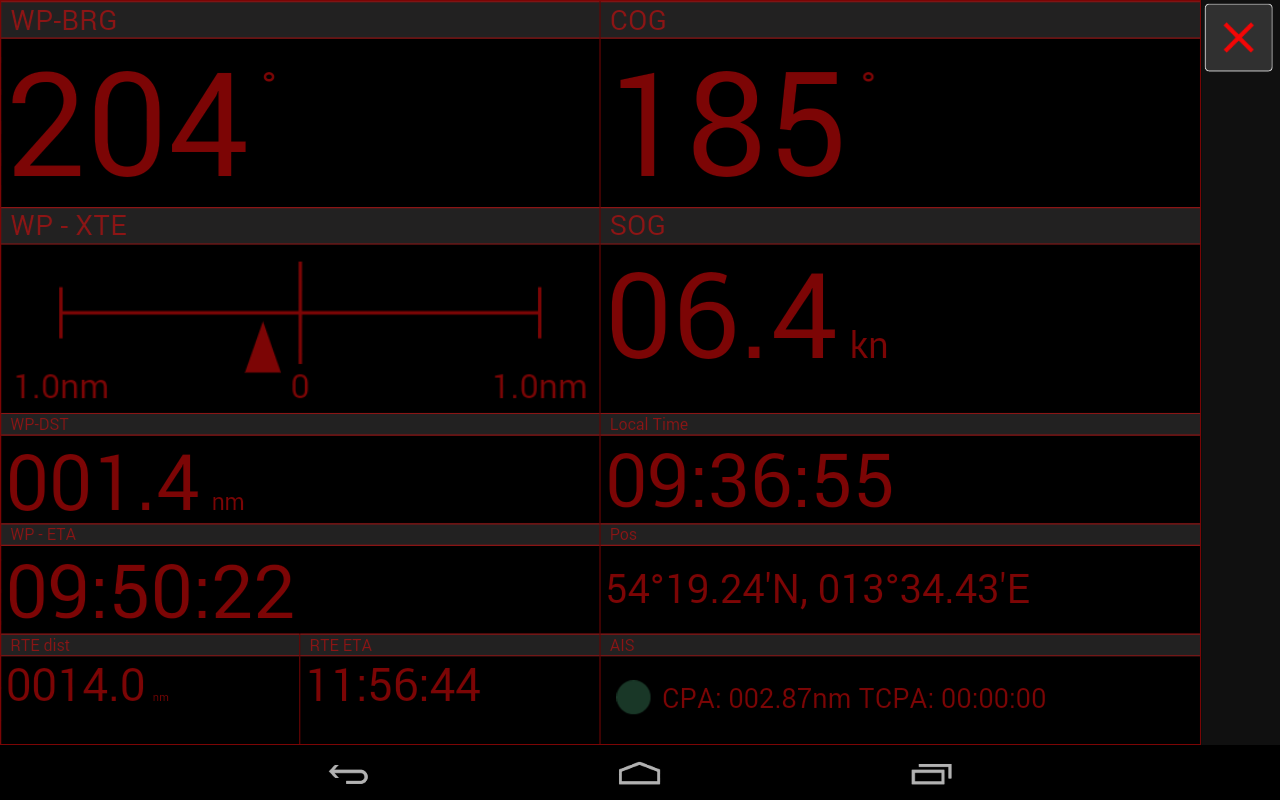 WP-BRG
204°
COG
185°
WP - XTE
1.0nm 0 1.0nm
SOG
06.4 kn
WP-DST
001.4 nm
Local Time
09:36:55
WP - ETA
09:50:22
Pos
54°19.24'N, 013°34.43'E
RTE dist
0014.0 nm
RTE ETA
11:56:44
AIS
CPA: 002.87nm TCPA: 00:00:00